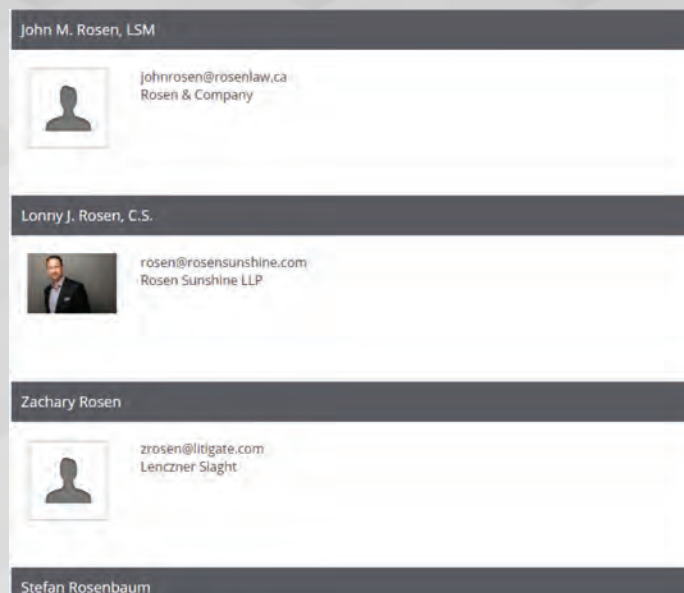 John M. Rosen, LSM
johnrosen@rosenlaw.ca
Rosen & Company
Lonny J. Rosen, C.S.
rosen@rosensunshine.com
Rosen Sunshine LLP
Zachary Rosen
zrosen@litigate.com
Lenczner Slaght
Stefan Rosenbaum